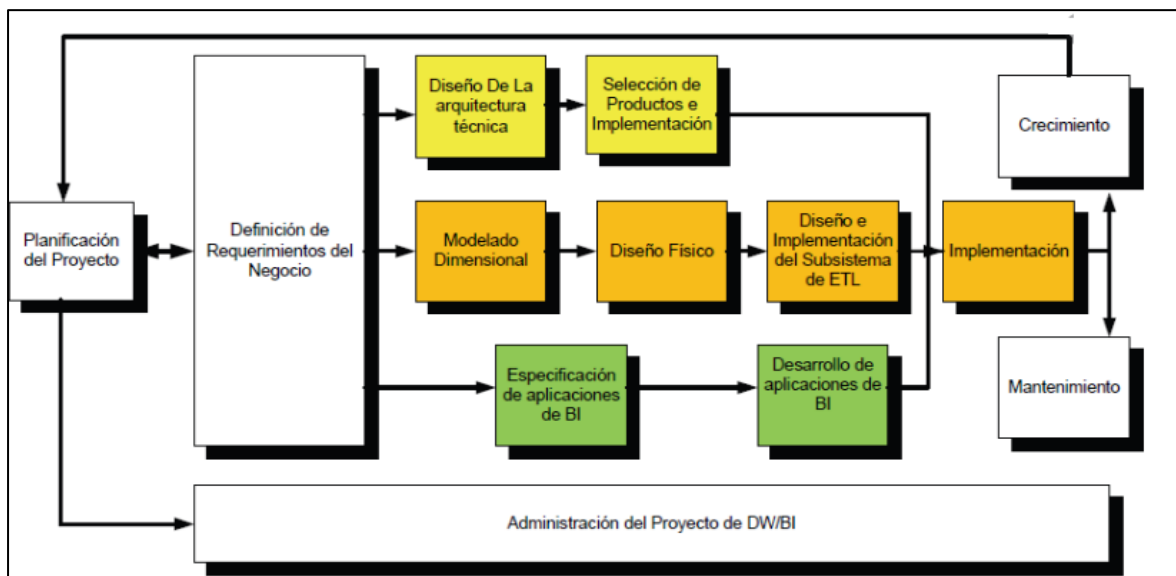 Diseño De La
arquitectura
técnica
Selección de
Productos e
Implementación
Crecimiento
Planificación
del Proyecto
Definición de
Requerimientos del
Negocio
Modelado
Dimensional
Diseño Físico
Diseño e
Implementación
del Subsistema
de ETL
Implementación
Especificación
de aplicaciones
de BI
Desarrollo de
aplicaciones de
BI
Mantenimiento
Administración del Proyecto de DW/BI